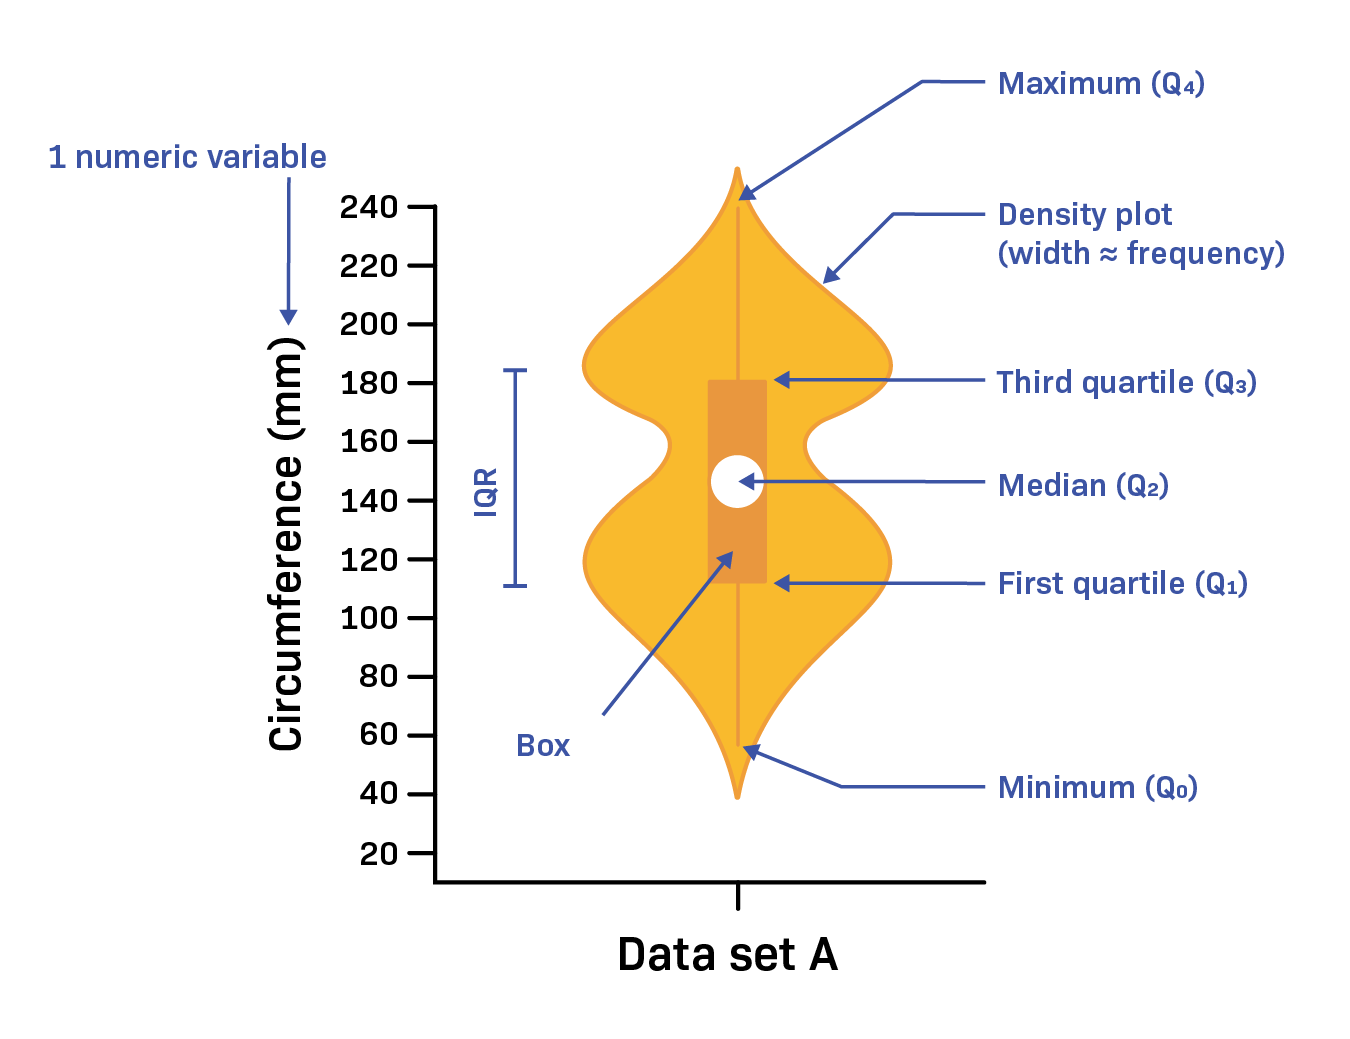 Maximum (Q₄)
1 numeric variable
Density plot
(width ≈ frequency)
240
220
200
180
160
140
120
100
80
60
40
20
Circumference (mm)
IQR
Third quartile (Q₃)
Median (Q₂)
First quartile (Q₁)
Box
Minimum (Q₀)
Data set A